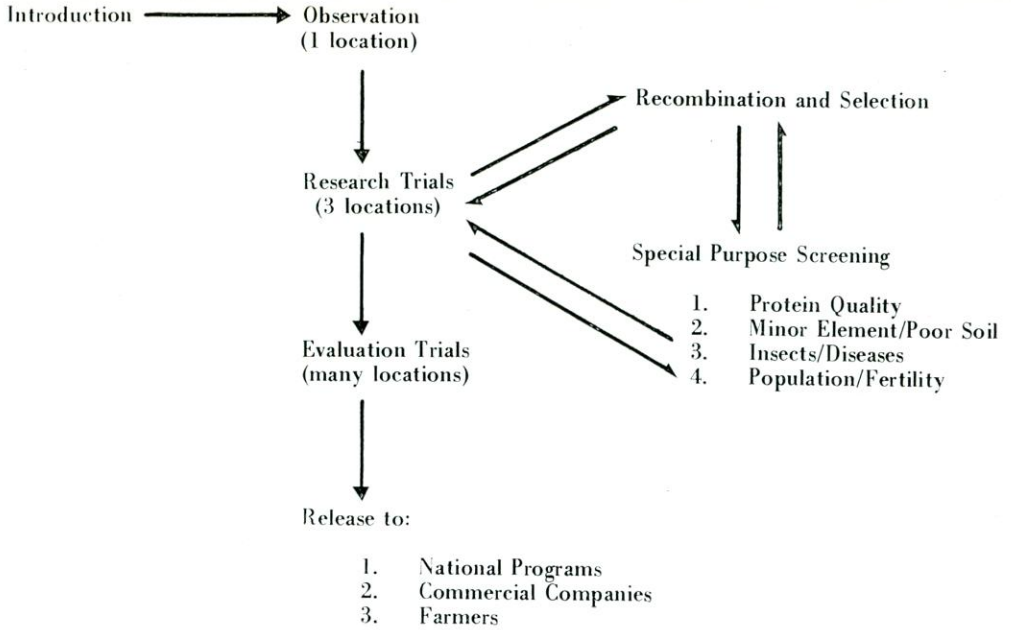 Introduction
Observation
(1 location)
Recombination and Selection
Research Trials
(3 locations)
Special Purpose Screening
1. Protein Quality
2. Minor Element/Poor Soil
3. Insects/Diseases
4. Population/Fertility
Evaluation Trials
(many locations)
Release to:
1. National Programs
2. Commercial Companies
3. Farmers